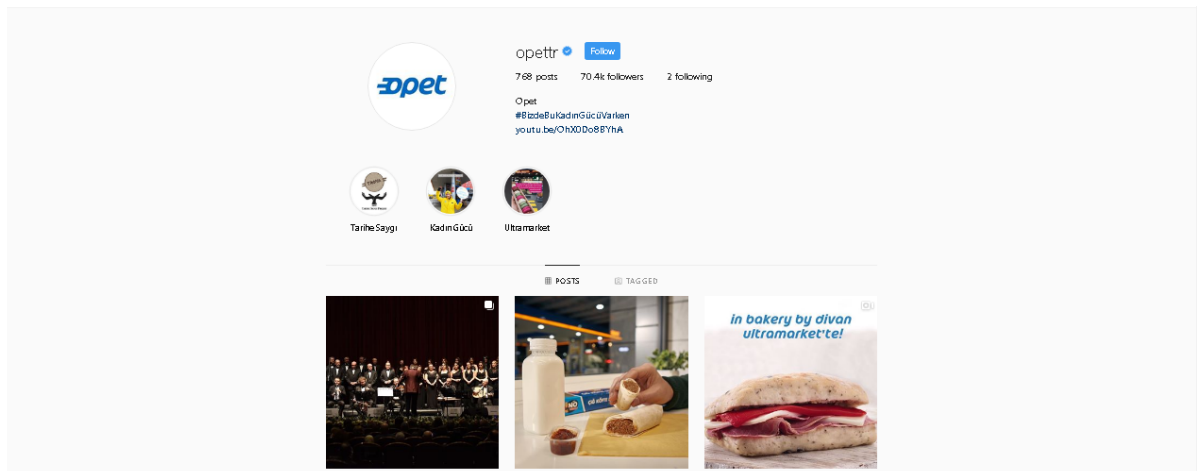 opet
opettr
Follow
768 posts
70.4k followers
2 following
Opet
#BizdeBuKadınGücüVarken
youtu.be/OhX0Do8BYhA
Tarihe Saygı
Kadın Gücü
Ultramarket
POSTS
TAGGED
in bakery by divan
ultramarket'te!